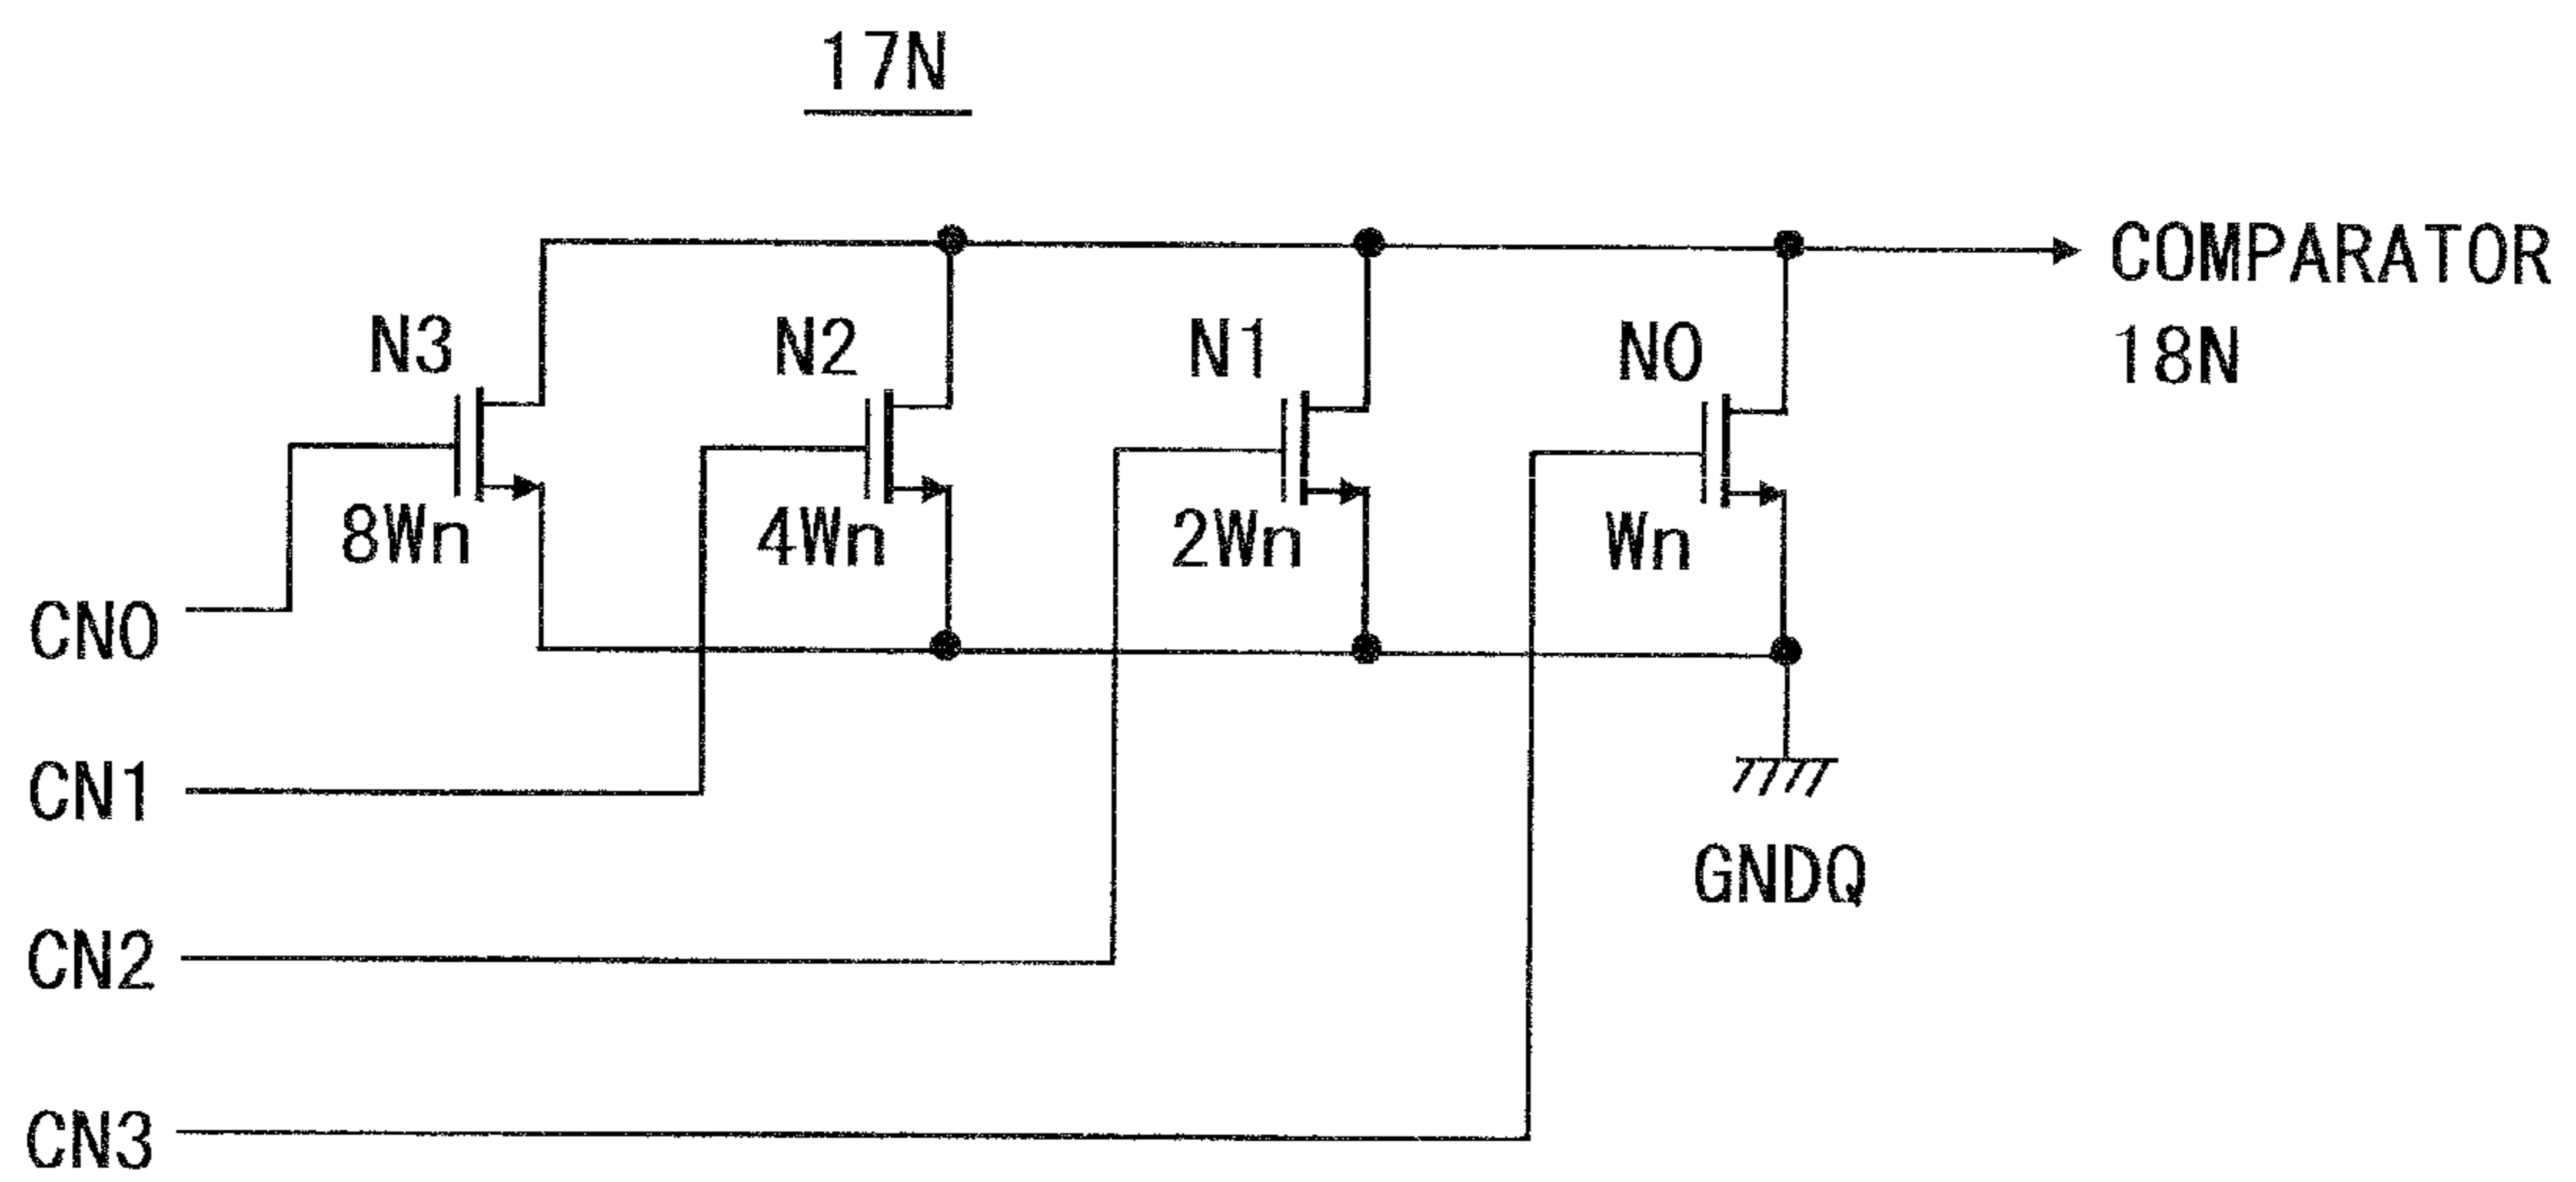 17N
COMPARATOR
18N
N3
N2
N1
N0
8Wn
4Wn
2Wn
Wn
CN0
CN1
GNDQ
CN2
CN3